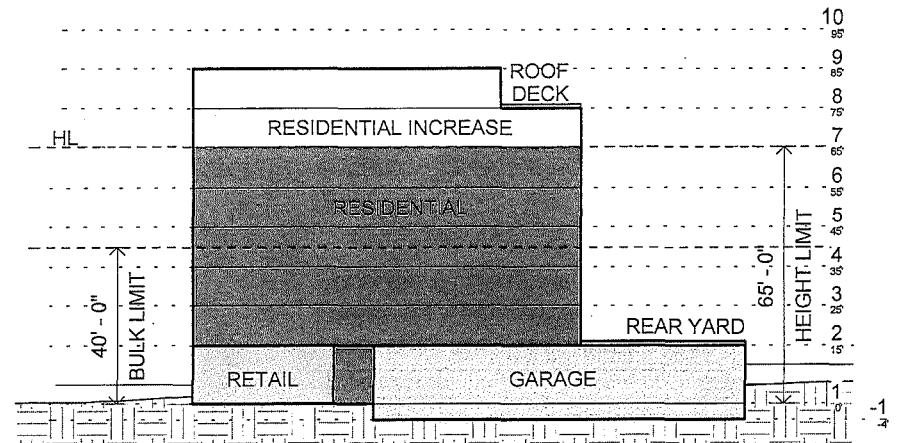 10
95'
9
85'
ROOF
DECK
8
75'
RESIDENTIAL INCREASE
7
HL
65'
6
55'
RESIDENTIAL
5
45'
4
35'
3
25'
40' - 0"
BULK LIMIT
65' -.0"
HEIGHT LIMIT
REAR YARD
2
15'
RETAIL
GARAGE
1
0'
-1